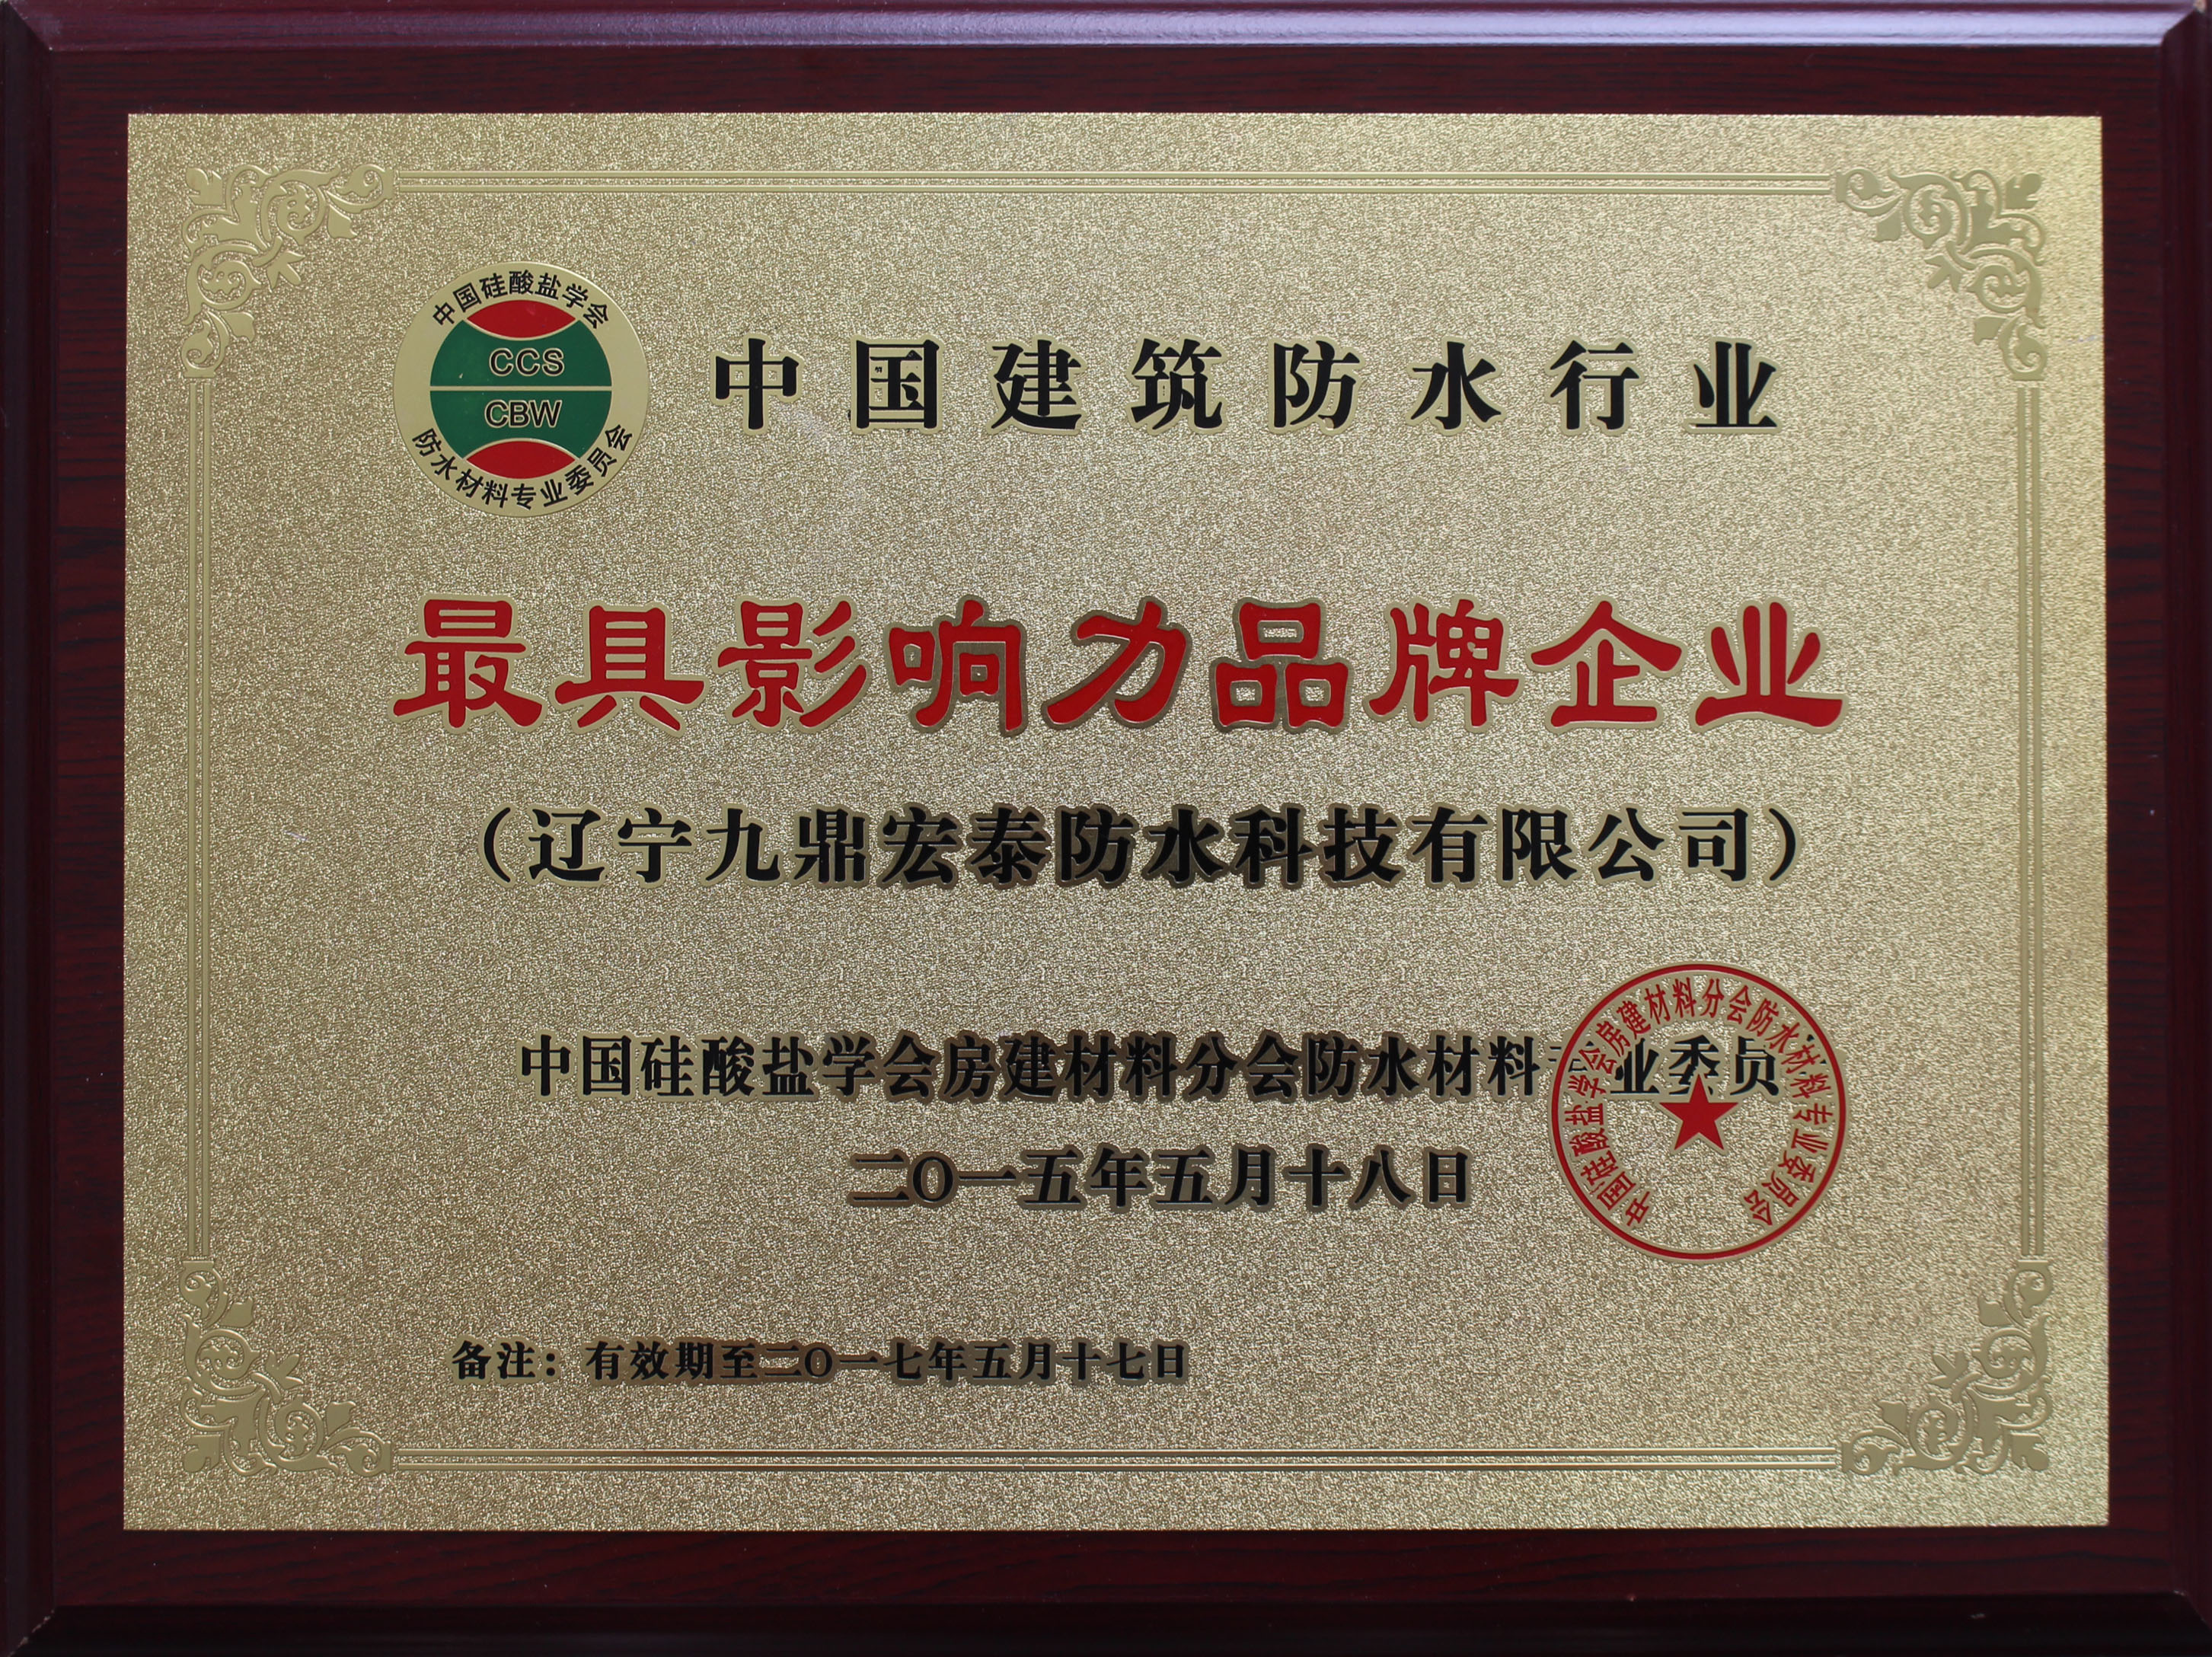 中国硅酸盐学会
CCS
CBW
防水材料专业委员会
中国建筑防水行业
最具影响力品牌企业
（辽宁九鼎宏泰防水科技有限公司）
中国硅酸盐学会房建材料分会防水材料专业委员
中国硅酸盐学会房建材料分会防水材料专业委员会
二O一五年五月十八日
备注：有效期至二O一七年五月十七日